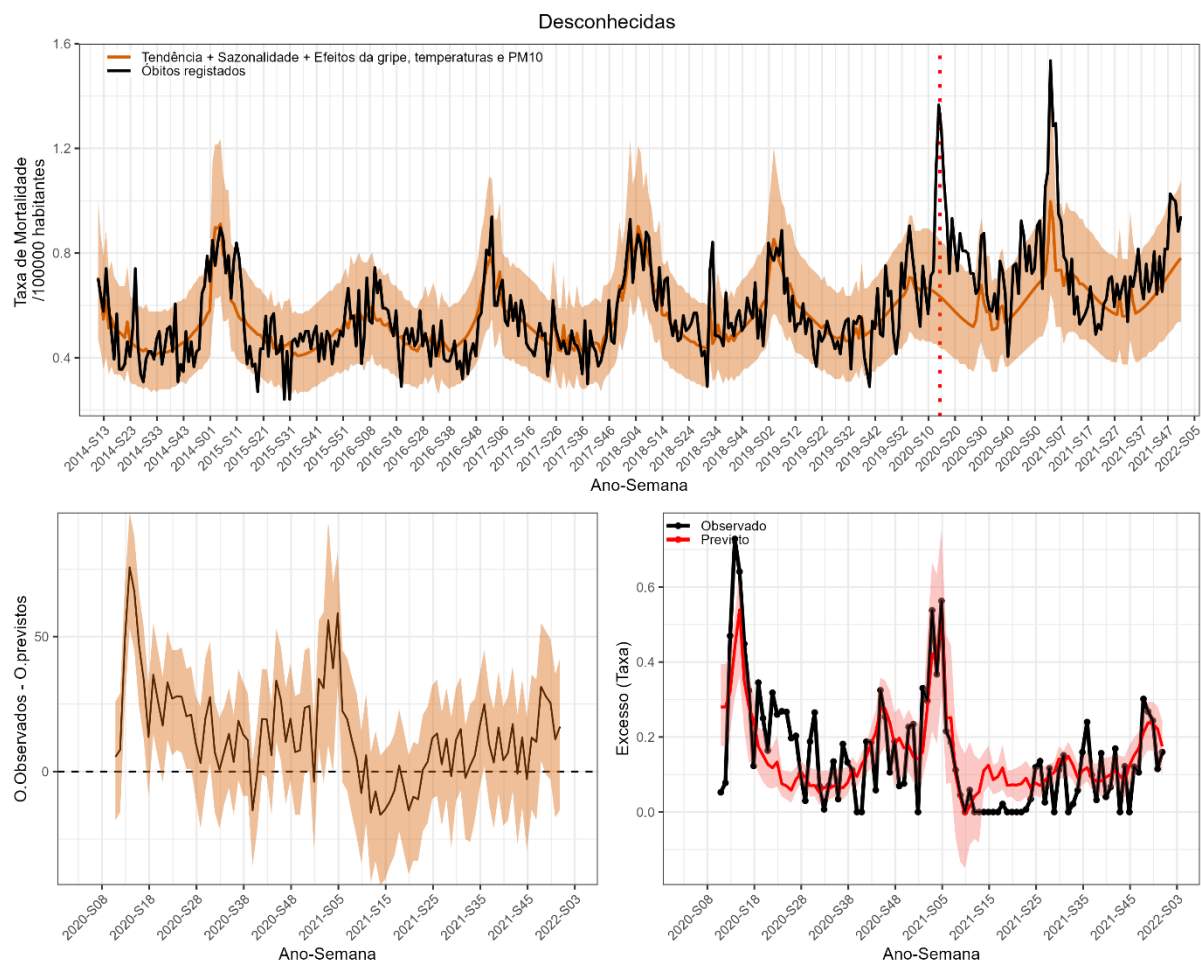 Desconhecidas
1.6
1.2
0.8
0.4
Taxa de Mortalidade
/100000 habitantes
Tendência + Sazonalidade + Efeitos da gripe, temperaturas e PM10
Óbitos registados
2014-S13
2014-S23
2014-S33
2014-S43
2014-S01
2015-S11
2015-S21
2015-S31
2015-S41
2015-S51
2016-S08
2016-S18
2016-S28
2016-S38
2016-S48
2017-S06
2017-S16
2017-S26
2017-S36
2017-S46
2018-S04
2018-S14
2018-S24
2018-S34
2018-S44
2019-S02
2019-S12
2019-S22
2019-S32
2019-S42
2019-S52
2020-S10
2020-S20
2020-S30
2020-S40
2020-S50
2021-S07
2021-S17
2021-S27
2021-S37
2021-S47
2022-S05
Ano-Semana
O.Observados - O.previstos
50
0
2020-S08
2020-S18
2020-S28
2020-S38
2020-S48
2021-S05
2021-S15
2021-S25
2021-S35
2021-S45
2022-S03
Ano-Semana
Excesso (Taxa)
0.6
0.4
0.2
0.0
Observado
Previsto
2020-S08
2020-S18
2020-S28
2020-S38
2020-S48
2021-S05
2021-S15
2021-S25
2021-S35
2021-S45
2022-S03
Ano-Semana